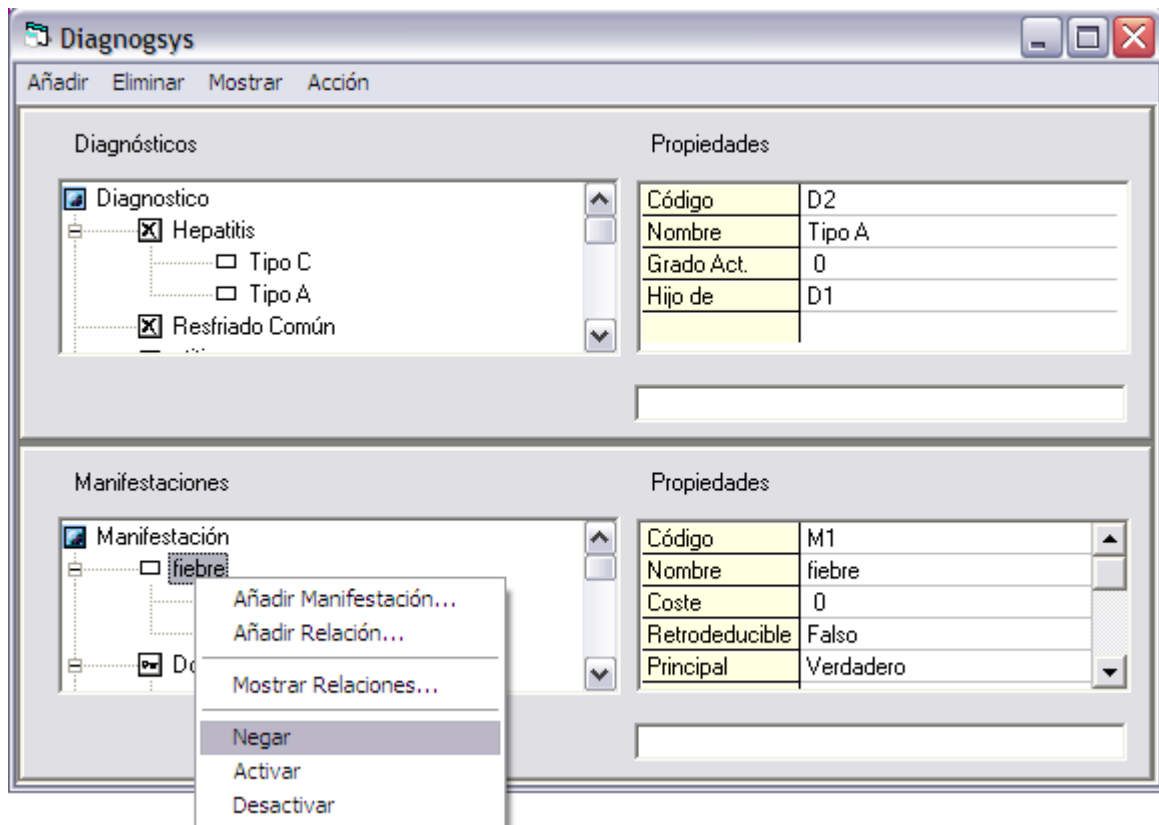 Diagnogsys
Añadir Eliminar Mostrar Acción
Diagnósticos
Diagnostico
Hepatitis
Tipo C
Tipo A
Resfriado Común
Propiedades
Código D2
Nombre Tipo A
Grado Act. 0
Hijo de D1
Manifestaciones
Manifestación
fiebre
Añadir Manifestación...
Añadir Relación...
Mostrar Relaciones...
Negar
Activar
Desactivar
Propiedades
Código M1
Nombre fiebre
Coste 0
Retrodeducible Falso
Principal Verdadero